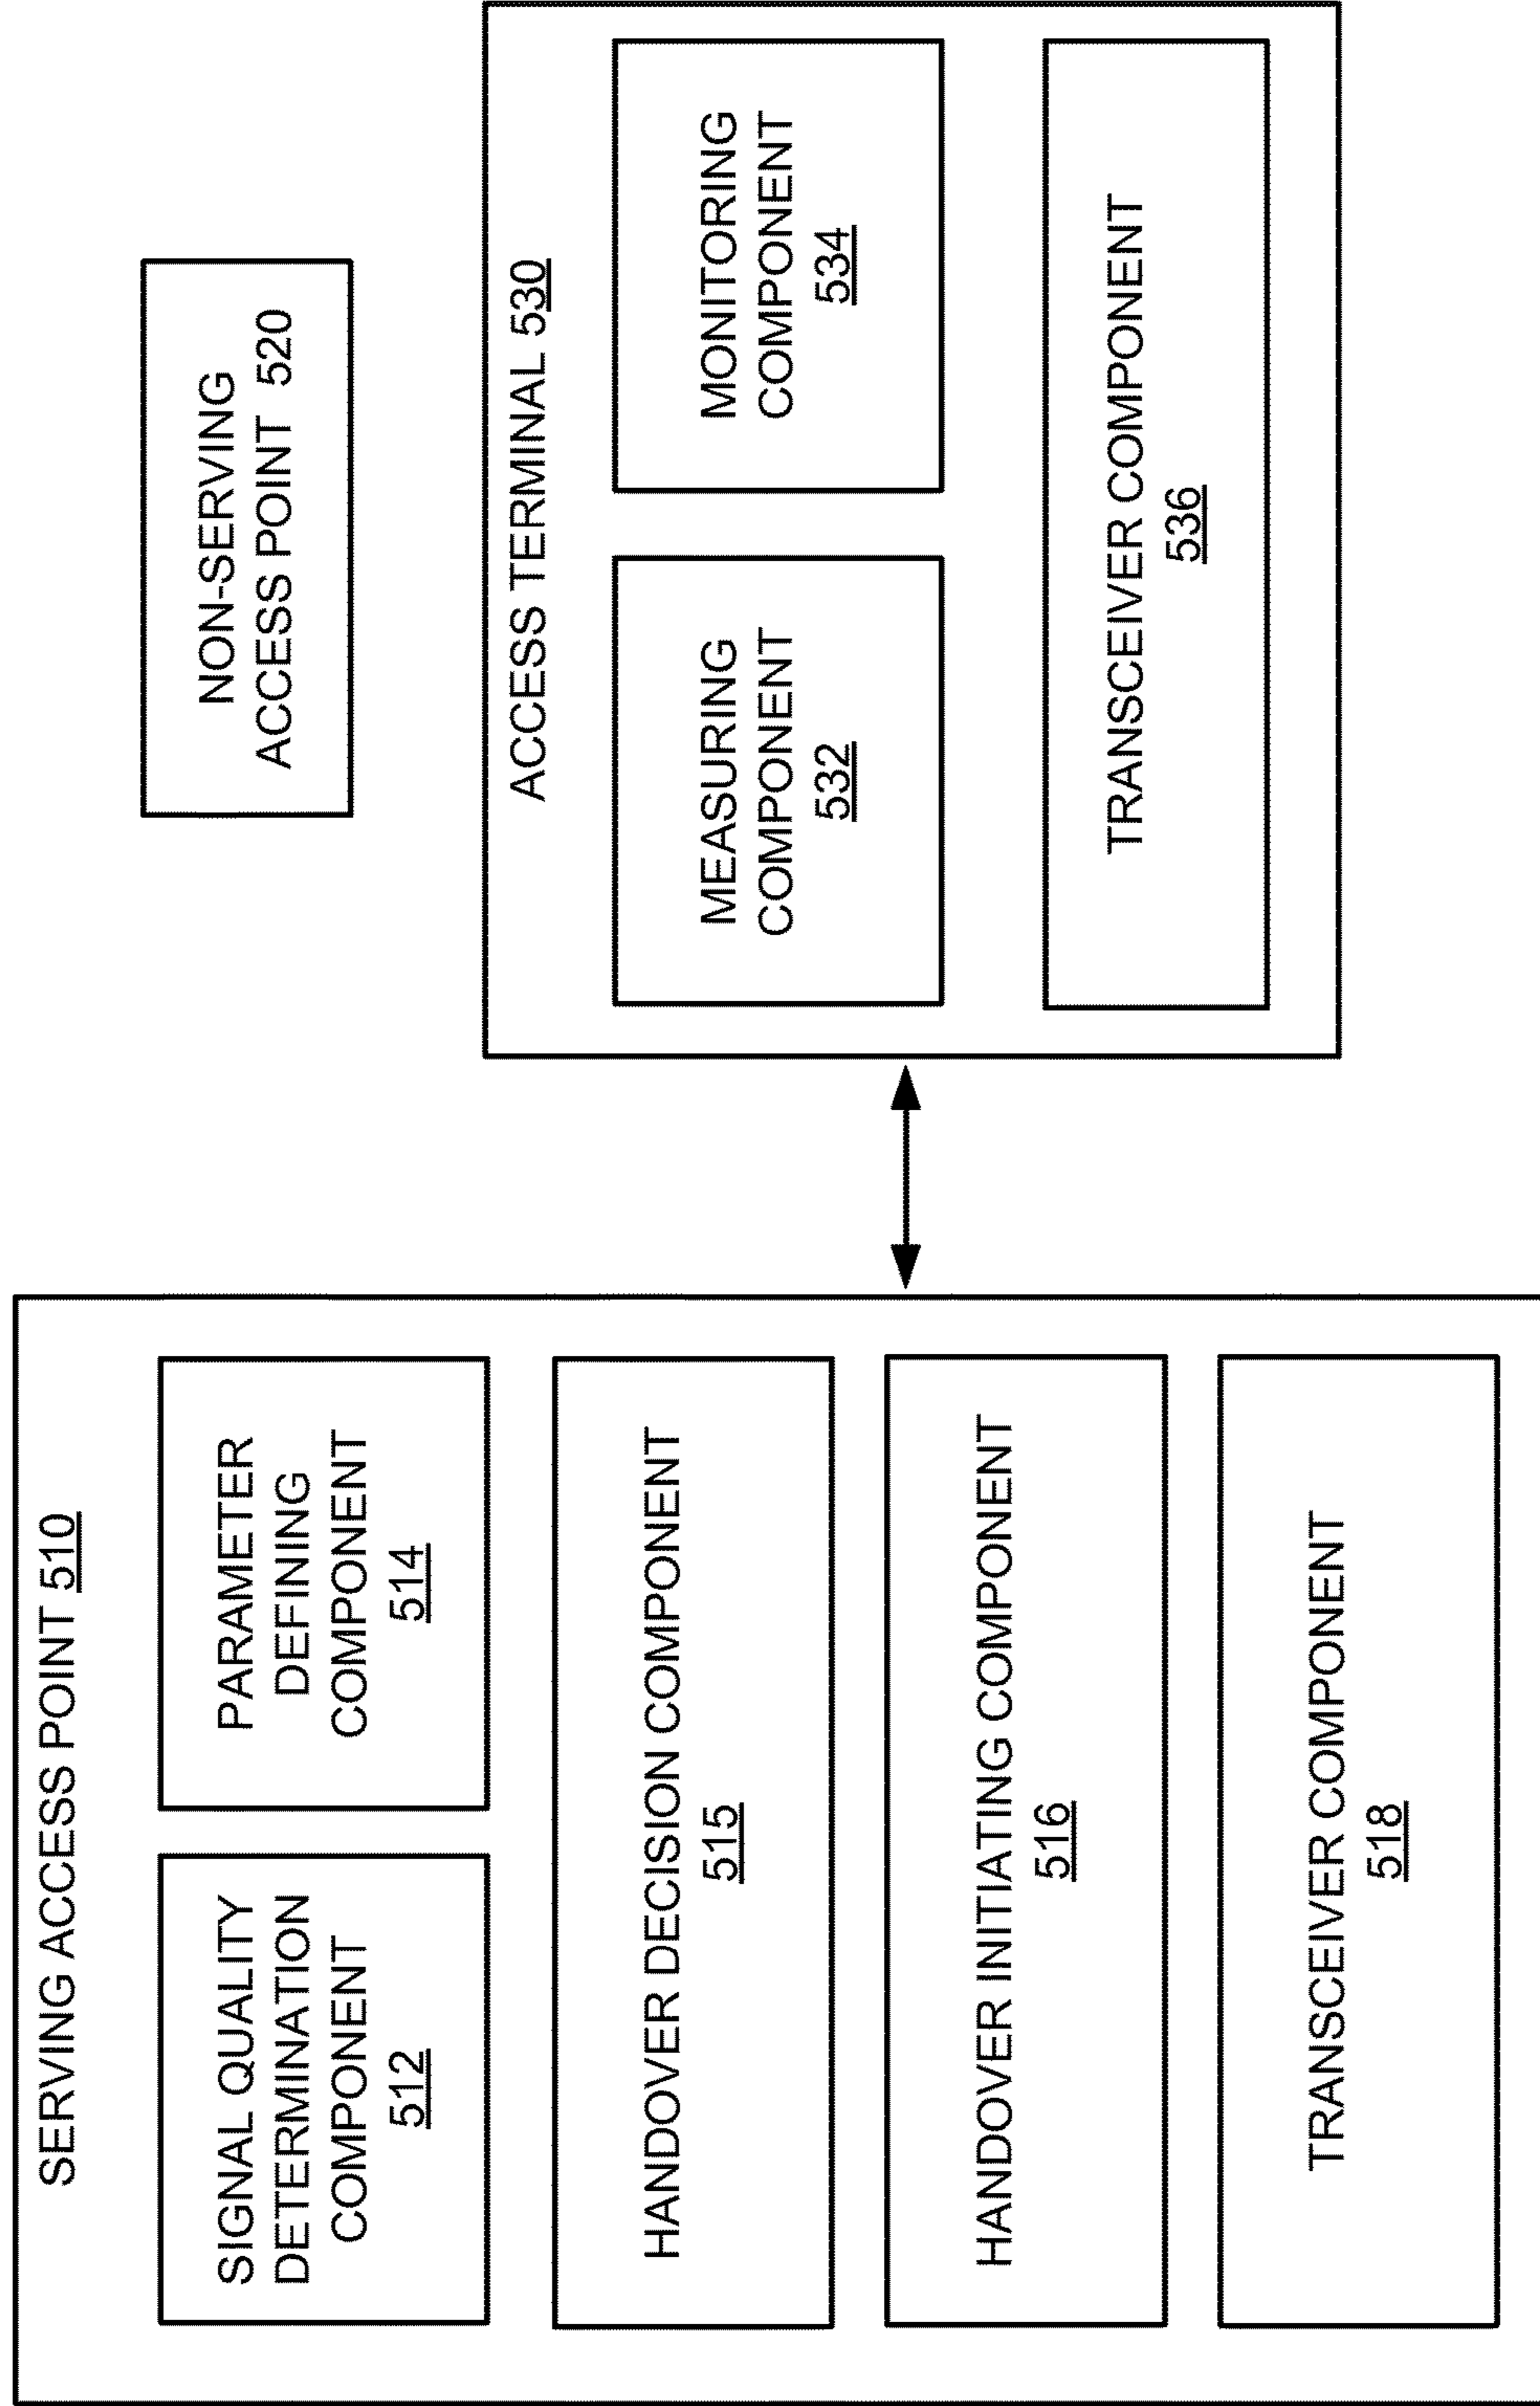 SERVING ACCESS POINT 510
SIGNAL QUALITY
DETERMINATION
COMPONENT
512
PARAMETER
DEFINING
COMPONENT
514
HANDOVER DECISION COMPONENT
515
HANDOVER INITIATING COMPONENT
516
TRANSCEIVER COMPONENT
518
NON-SERVING
ACCESS POINT 520
ACCESS TERMINAL 530
MEASURING
COMPONENT
532
MONITORING
COMPONENT
534
TRANSCEIVER COMPONENT
536